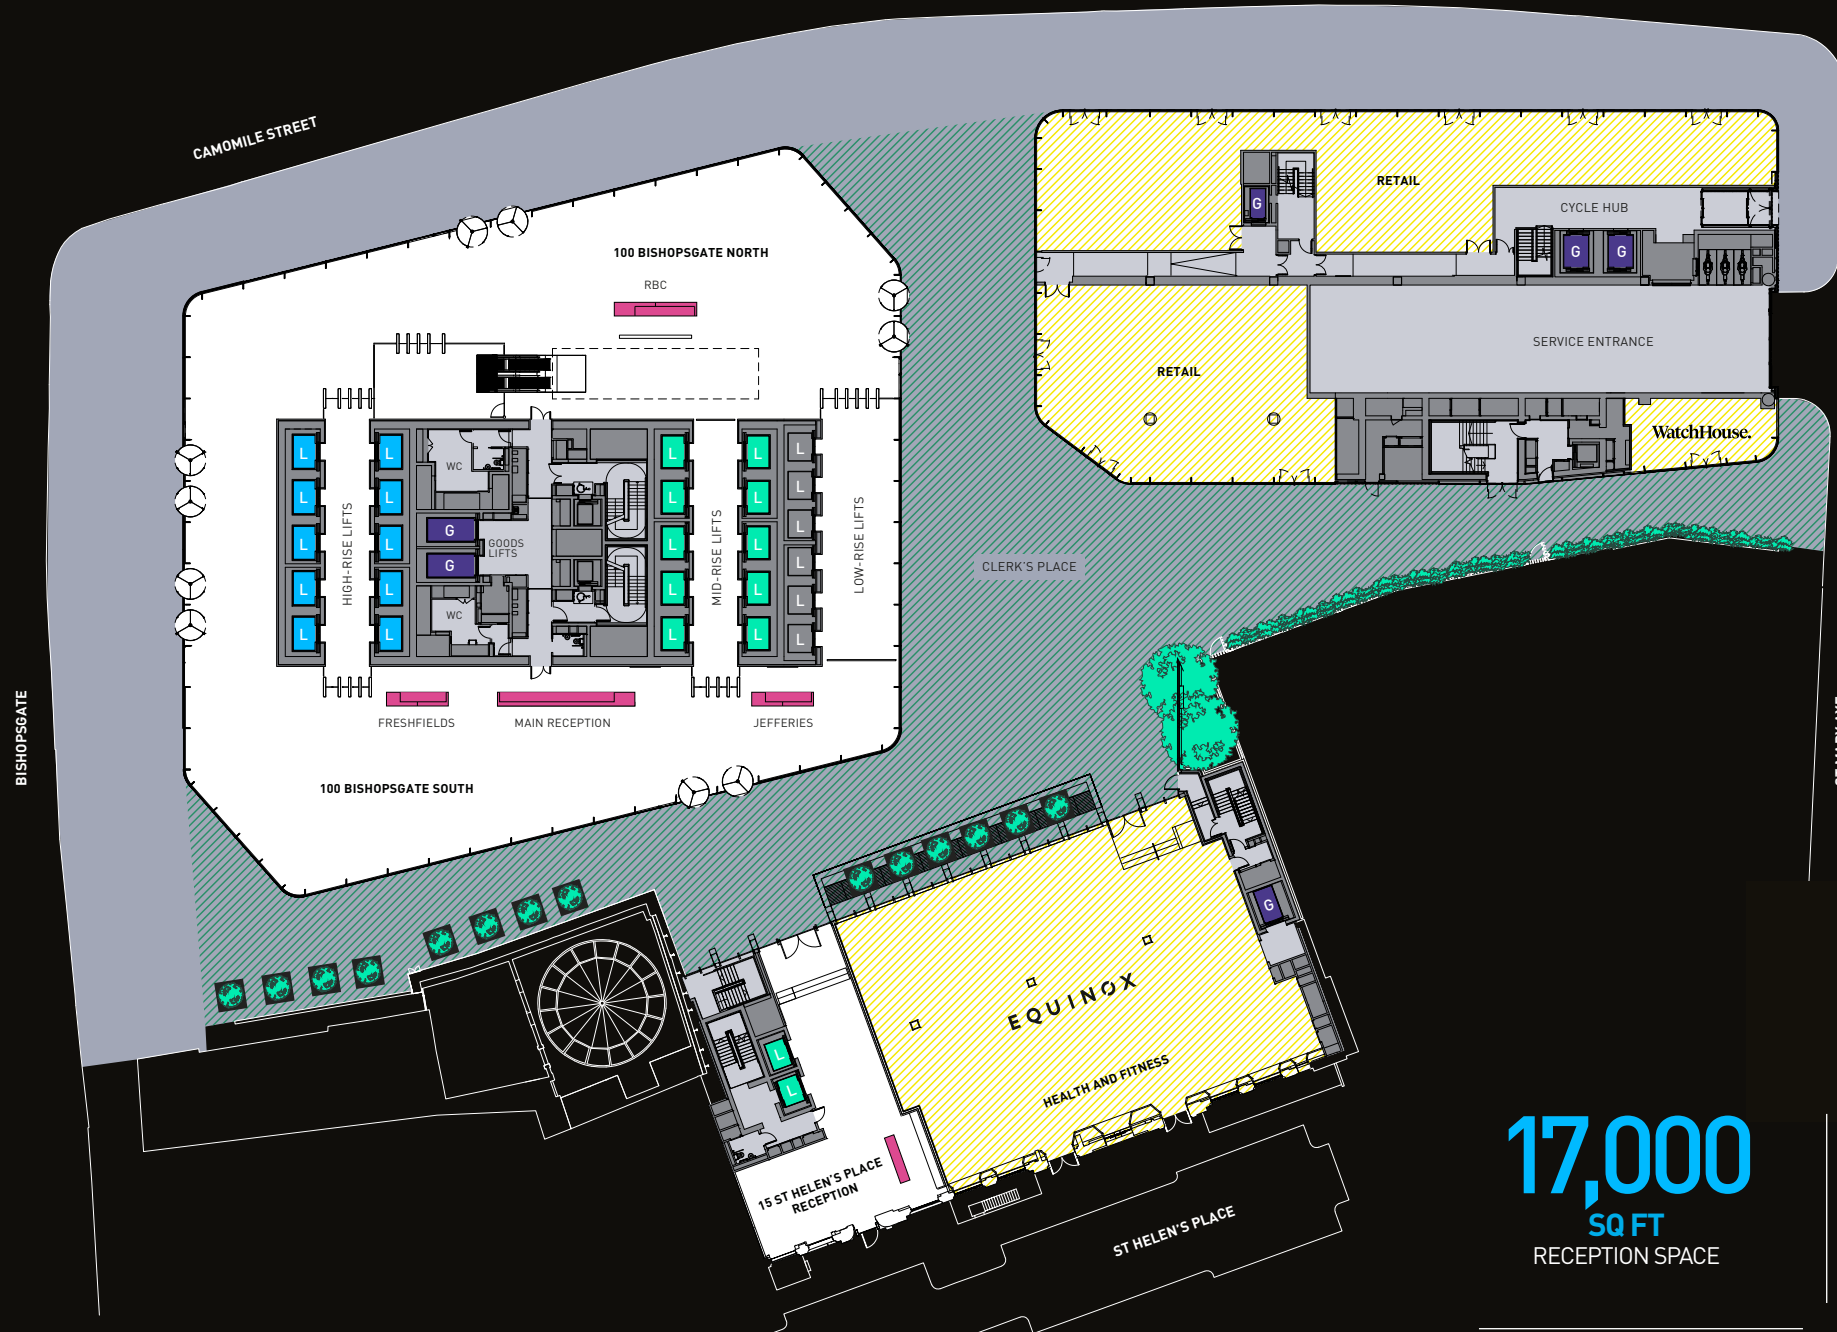 CAMOMILE STREET
BISHOPSGATE
100 BISHOPSGATE NORTH
RBC
RETAIL
G
CYCLE HUB
G G
SERVICE ENTRANCE
RETAIL
WatchHouse.
L L L L L
HIGH-RISE LIFTS
L L L L L
WC
G
G
GOODS
LIFTS
WC
L L L L L
MID-RISE LIFTS
L L L L L
L L L L L L
LOW-RISE LIFTS
CLERK'S PLACE
FRESHFIELDS
MAIN RECEPTION
JEFFERIES
100 BISHOPSGATE SOUTH
G
EQUINOX
HEALTH AND FITNESS
L
L
15 ST HELEN'S PLACE
RECEPTION
ST HELEN'S PLACE
17,000
SQ FT
RECEPTION SPACE